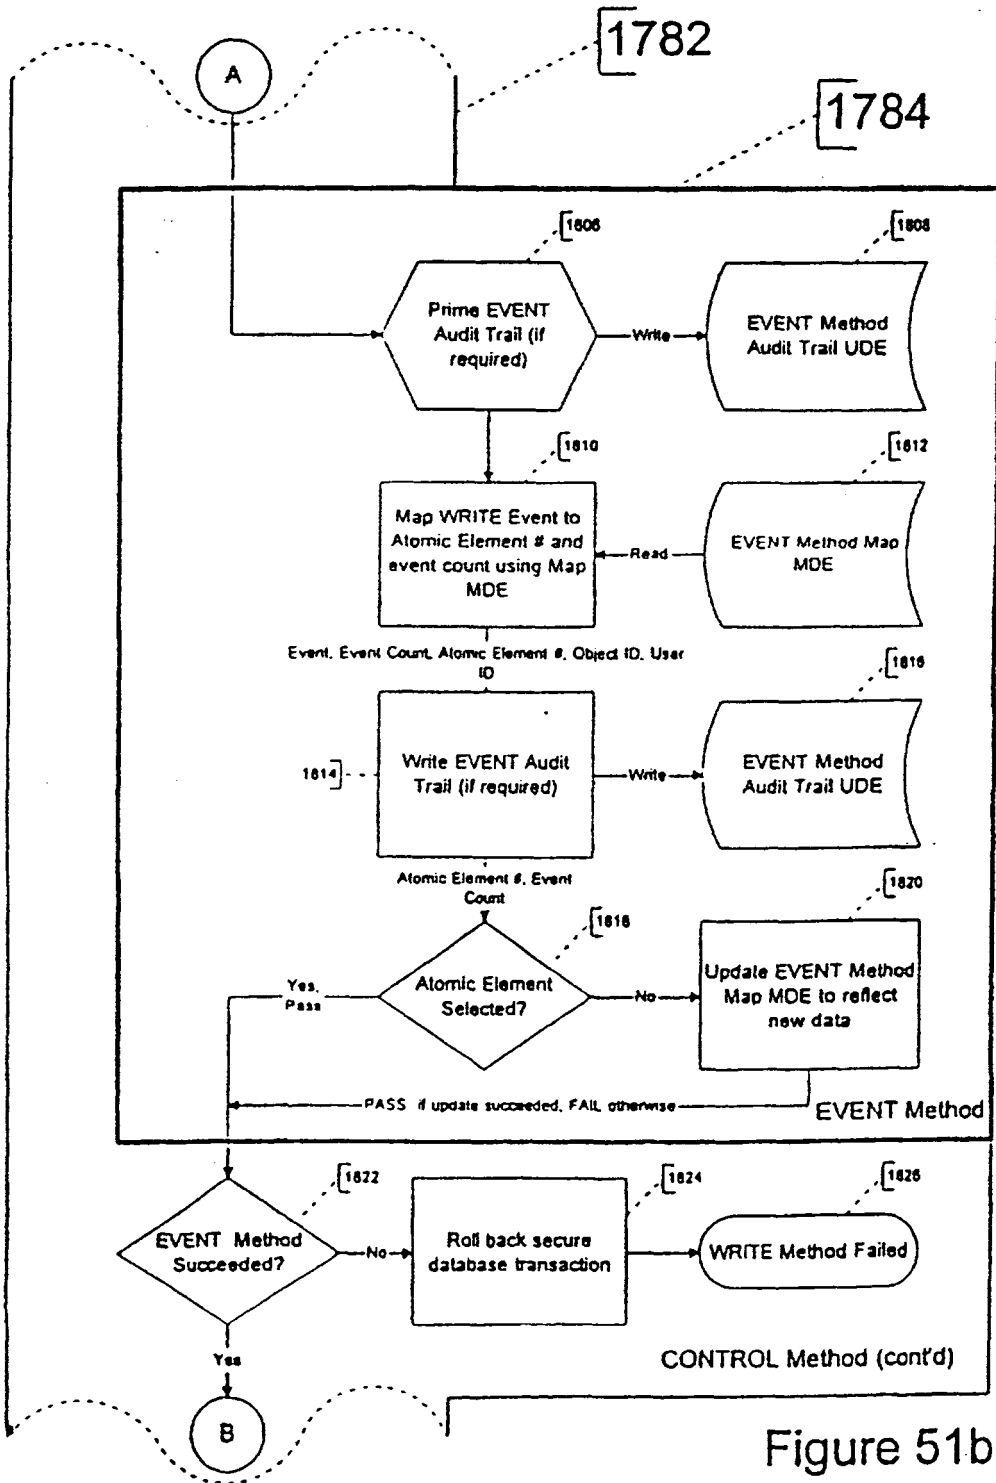 1782
A
1784
1806
1808
Prime EVENT
Audit Trail (if
required)
Write
EVENT Method
Audit Trail UDE
1810
1812
Map WRITE Event to
Atomic Element # and
event count using Map
MDE
Read
EVENT Method Map
MDE
Event, Event Count, Atomic Element #, Object ID, User
ID
1816
1814
Write EVENT Audit
Trail (if required)
Write
EVENT Method
Audit Trail UDE
Atomic Element #, Event
Count
1818
1820
Yes,
Pass
Atomic Element
Selected?
No
Update EVENT Method
Map MDE to reflect
new data
PASS if update succeeded, FAIL otherwise
EVENT Method
1822
1824
1826
EVENT Method
Succeeded?
No
Roll back secure
database transaction
WRITE Method Failed
Yes
CONTROL Method (cont'd)
B
Figure 51b